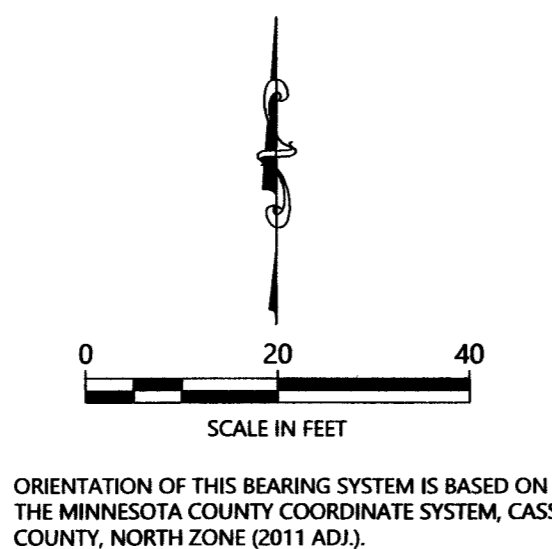 0 20 40
SCALE IN FEET
ORIENTATION OF THIS BEARING SYSTEM IS BASED ON
THE MINNESOTA COUNTY COORDINATE SYSTEM, CASS
COUNTY, NORTH ZONE (2011 ADJ.).